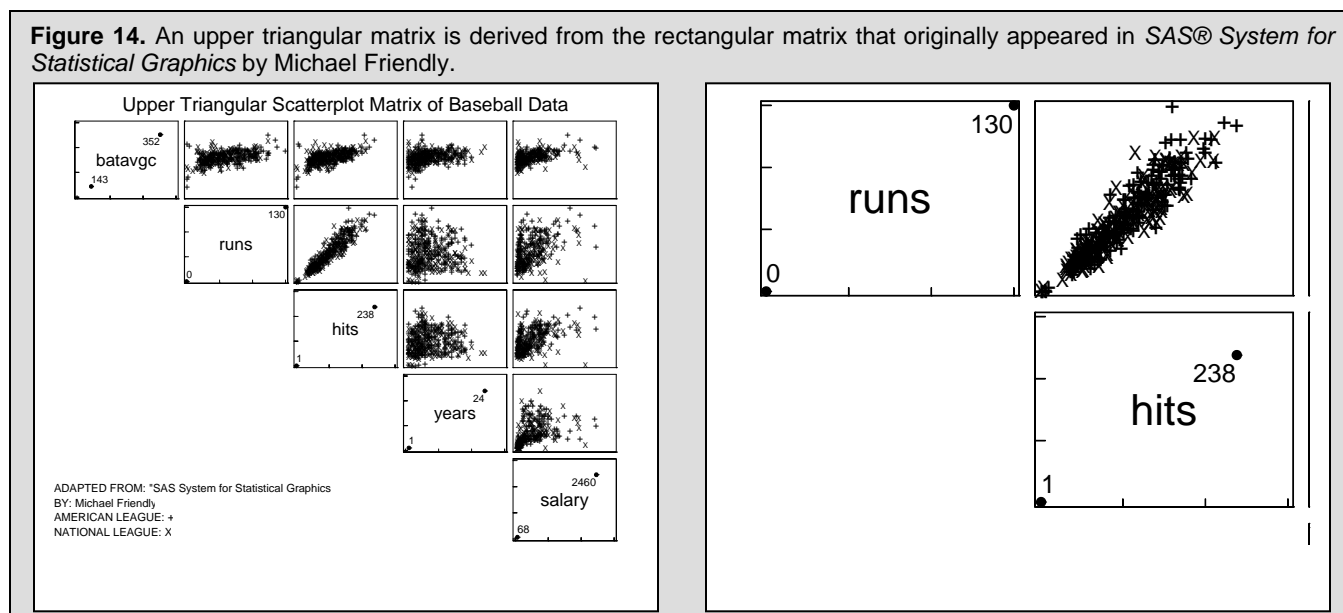 Figure 14. An upper triangular matrix is derived from the rectangular matrix that originally appeared in SAS® System for
Statistical Graphics by Michael Friendly.
Upper Triangular Scatterplot Matrix of Baseball Data
352
batavgc
143
130
runs
0
238
hits
1
24
years
1
2460
salary
68
ADAPTED FROM: "SAS System for Statistical Graphics
BY: Michael Friendly
AMERICAN LEAGUE: +
NATIONAL LEAGUE: X
130
runs
0
238
hits
1